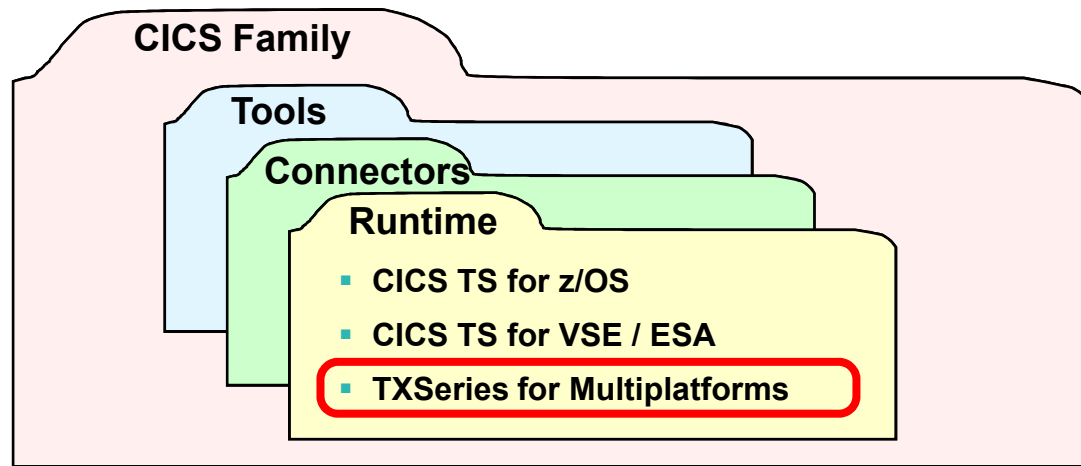 CICS Family
Tools
Connectors
Runtime
▪ CICS TS for z/OS
▪ CICS TS for VSE / ESA
▪ TXSeries for Multiplatforms